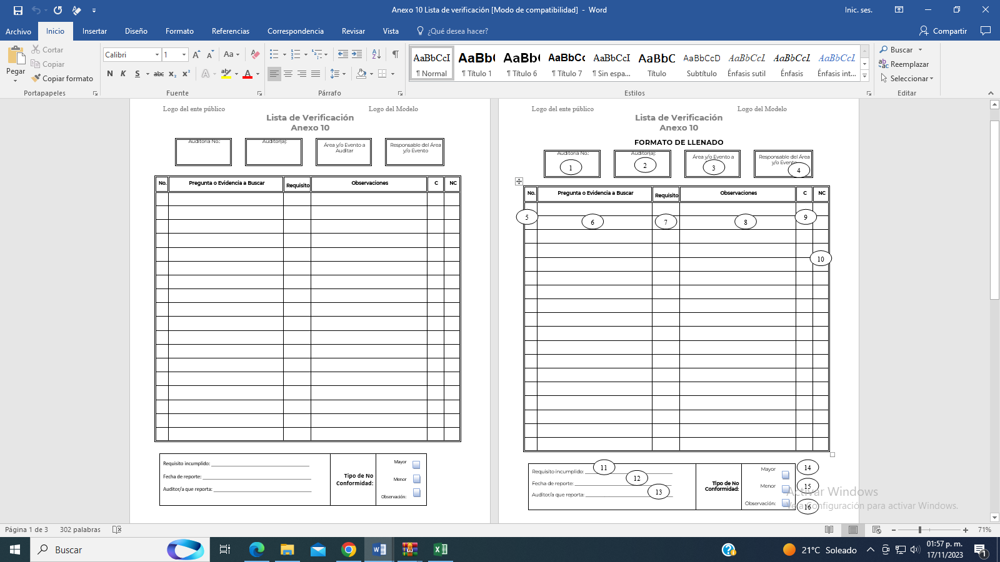 Anexo 10 Lista de verificación [Modo de compatibilidad] - Word
Inic. ses.
Archivo Inicio Insertar Diseño Formato Referencias Correspondencia Revisar Vista ¿Qué desea hacer? Compartir
Pegar
Cortar
Copiar
Copiar formato
Portapapeles
Calibri 1
Aa
N K S abc x₂ x² A ab A
Fuente
Párrafo
AaBbCcI AaBb( AaBb( AaBbCc AaBbCcI AaBbC AaBbCcD AaBbCcL AaBbCcL AaBbCcL
¶ Normal ¶ Título 1 ¶ Título 6 ¶ Título 7 ¶ Sin espa... Título Subtítulo Énfasis sutil Énfasis Énfasis int...
Estilos
Buscar
Reemplazar
Seleccionar
Editar
Logo del ente público Logo del Modelo
Lista de Verificación
Anexo 10
Auditoría No.: Auditor(a): Área y/o Evento a Auditar Responsable del Área y/o Evento
No. Pregunta o Evidencia a Buscar Requisito Observaciones C NC
Requisito incumplido:
Fecha de reporte:
Auditor/a que reporta:
Tipo de No
Conformidad:
Mayor
Menor
Observación:
Logo del ente público Logo del Modelo
Lista de Verificación
Anexo 10
FORMATO DE LLENADO
Auditoría No.: Auditor(a): Área y/o Evento a Responsable del Área
y/o Evento
1 2 3 4
No. Pregunta o Evidencia a Buscar Requisito Observaciones C NC
5 6 7 8 9
10
Requisito incumplido: 11
Fecha de reporte: 12
Auditor/a que reporta: 13
Tipo de No
Conformidad:
Mayor 14
Menor 15
Observación: 16
Activar Windows
Ve a Configuración para activar Windows.
Página 1 de 3 302 palabras 71%
Buscar
21°C Soleado
01:57 p. m.
17/11/2023
1